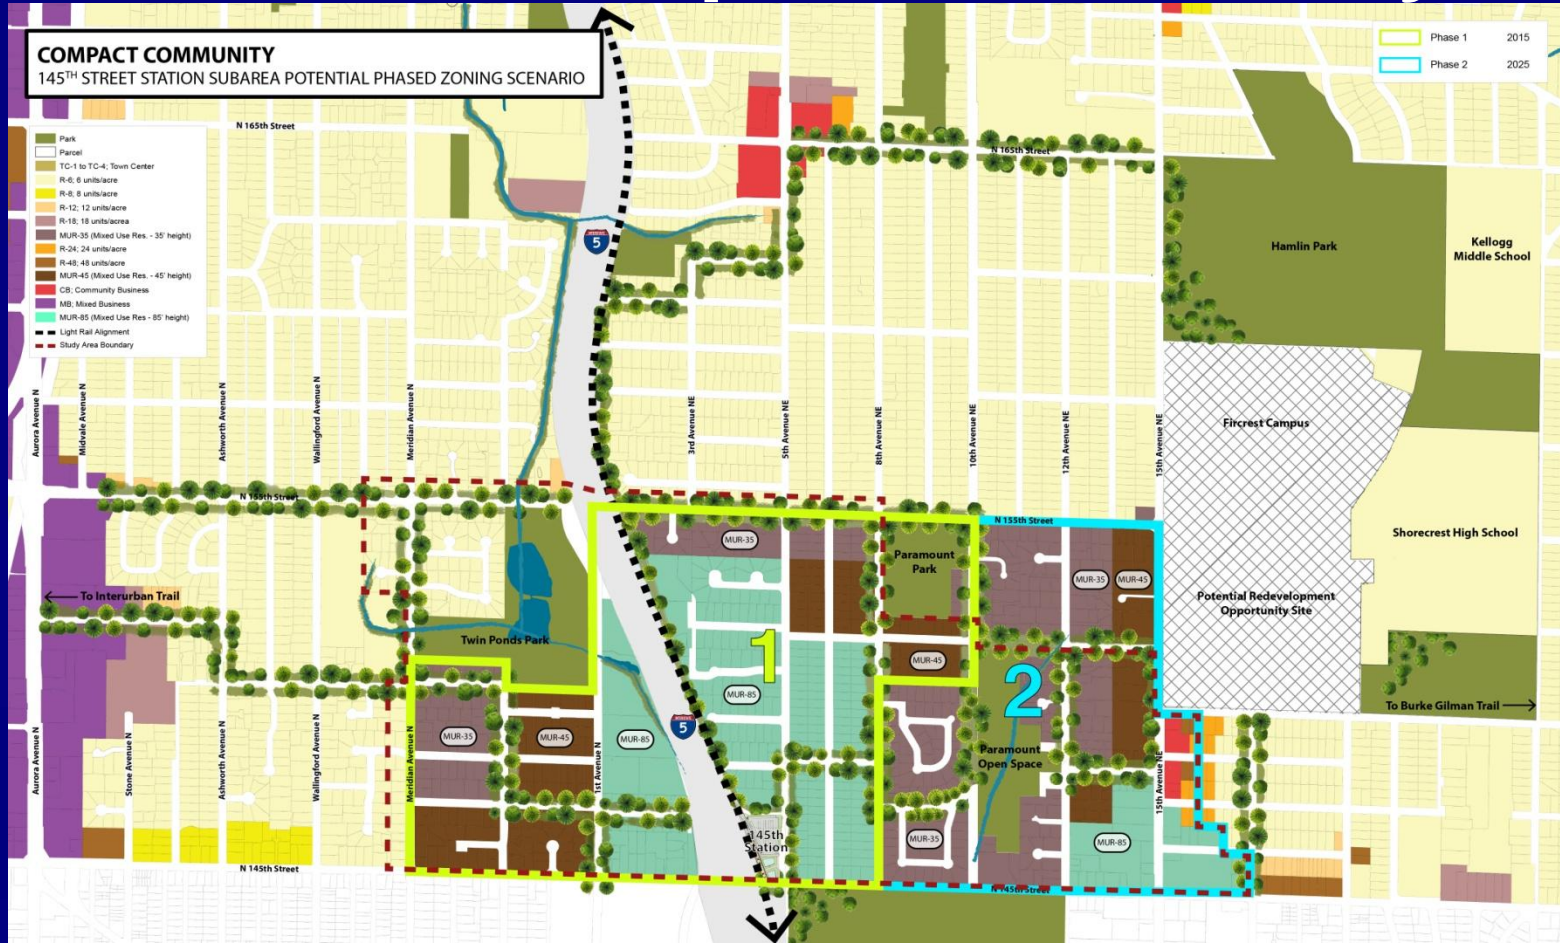 COMPACT COMMUNITY
145TH STREET STATION SUBAREA POTENTIAL PHASED ZONING SCENARIO
Phase 1 2015
Phase 2 2025
Park
Parcel
TC-1 to TC-4; Town Center
R-6; 6 units/acre
R-8; 8 units/acre
R-12; 12 units/acre
R-18; 18 units/acrea
MUR-35 (Mixed Use Res. - 35' height)
R-24; 24 units/acre
R-48; 48 units/acre
MUR-45 (Mixed Use Res. - 45' height)
CB; Community Business
MB; Mixed Business
MUR-85 (Mixed Use Res - 85' height)
Light Rail Alignment
Study Area Boundary
N 165th Street
N 165th Street
5
Hamlin Park
Kellogg
Middle School
Aurora Avenue N
Midvale Avenue N
Ashworth Avenue N
Wallingford Avenue N
Meridian Avenue N
3rd Avenue NE
5th Avenue NE
8th Avenue NE
10th Avenue NE
12th Avenue NE
15th Avenue NE
Fircrest Campus
N 155th Street
N 155th Street
Shorecrest High School
MUR-35
Paramount
Park
MUR-35
MUR-45
To Interurban Trail
Potential Redevelopment
Opportunity Site
Twin Ponds Park
1
MUR-45
2
MUR-85
To Burke Gilman Trail
5
MUR-35
MUR-45
MUR-85
Paramount
Open Space
Aurora Avenue N
Stone Avenue N
Ashworth Avenue N
Wallingford Avenue N
Meridian Avenue N
1st Avenue N
15th Avenue NE
145th
Station
MUR-35
MUR-85
N 145th Street
N 145th Street